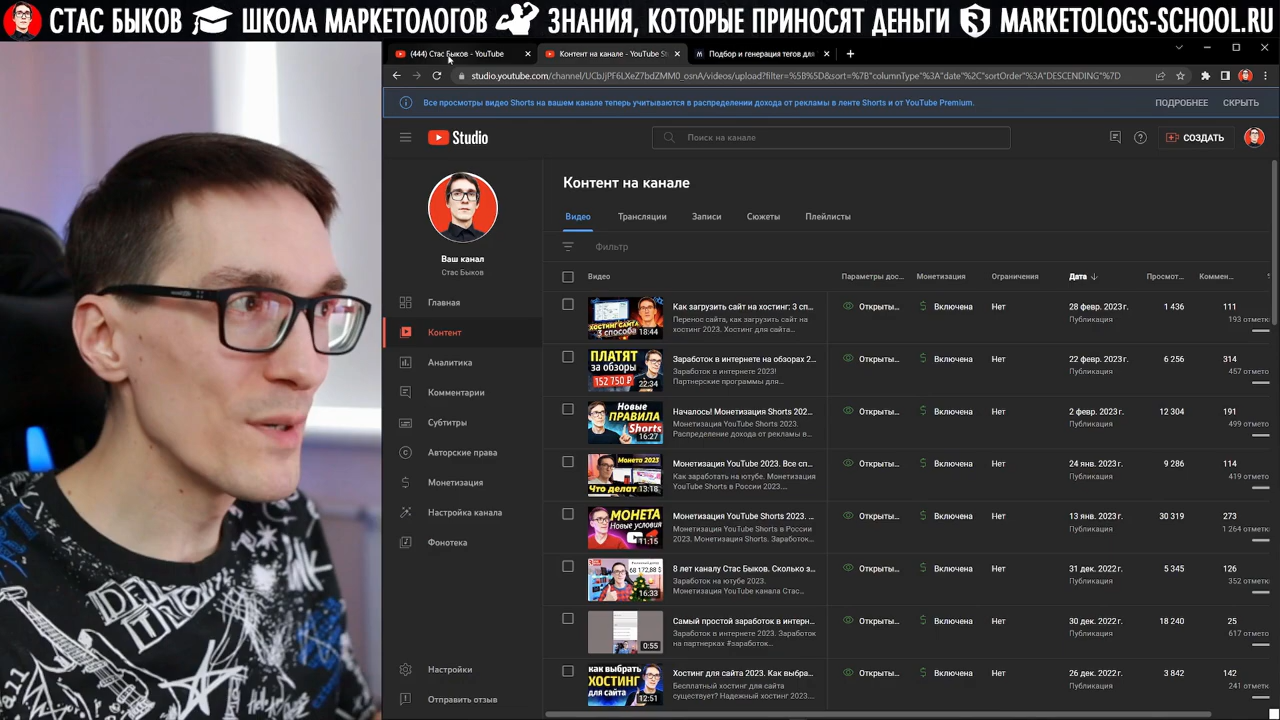 СТАС БЫКОВ ШКОЛА МАРКЕТОЛОГОВ ЗНАНИЯ, КОТОРЫЕ ПРИНОСЯТ ДЕНЬГИ MARKETOLOGS-SCHOOL.RU
(444) Стас Быков - YouTube
Контент на канале - YouTube St
Подбор и генерация тегов дл
studio.youtube.com/channel/UCbJjPF6LXeZ7bdZMM0_osnA/videos/upload?filter=%5B%5D&sort=%7B"columnType"%3A"date"%2C"sortOrder"%3A"DESCENDING"%7D
Все просмотры видео Shorts на вашем канале теперь учитываются в распределении дохода от рекламы в ленте Shorts и от YouTube Premium.
ПОДРОБНЕЕ СКРЫТЬ
Studio
Поиск на канале
СОЗДАТЬ
Ваш канал
Стас Быков
Главная
Контент
Аналитика
Комментарии
Субтитры
Авторские права
Монетизация
Настройка канала
Фонотека
Настройки
Отправить отзыв
Контент на канале
Видео Трансляции Записи Сюжеты Плейлисты
Фильтр
Видео Параметры дос... Монетизация Ограничения Дата Просмот... Коммен...
ХОСТИНГ САЙТА
3 СПОСОБА
18:44
Как загрузить сайт на хостинг: 3 сп...
Перенос сайта, как загрузить сайт на
хостинг 2023. Хостинг для сайта...
Открыты... Включена Нет 28 февр. 2023 г. 1 436 111
Публикация 193 отметк
ПЛАТЯТ
за обзоры
152 750 ₽
22:34
Заработок в интернете на обзорах 2...
Заработок в интернете 2023!
Партнерские программы для...
Открыты... Включена Нет 22 февр. 2023 г. 6 256 314
Публикация 457 отмето
Новые
ПРАВИЛА
Shorts
16:27
Началось! Монетизация Shorts 202...
Монетизация YouTube Shorts 2023.
Распределение дохода от рекламы в...
Открыты... Включена Нет 2 февр. 2023 г. 12 304 191
Публикация 499 отмето
Монето 2023
Что делат
13:18
Монетизация YouTube 2023. Все сп...
Как заработать на ютубе. Монетизация
YouTube Shorts в России 2023....
Открыты... Включена Нет 24 янв. 2023 г. 9 286 114
Публикация 419 отмето
МОНЕТА
Новые условия
11:15
Монетизация YouTube Shorts 2023. ...
Монетизация YouTube Shorts в России
2023. Монетизация Shorts. Заработок...
Открыты... Включена Нет 13 янв. 2023 г. 30 319 273
Публикация 1 264 отмето
68 172,88 $
16:33
8 лет каналу Стас Быков. Сколько з...
Заработок на ютубе 2023.
Монетизация YouTube канала Стас...
Открыты... Включена Нет 31 дек. 2022 г. 5 345 126
Публикация 352 отметк
0:55
Самый простой заработок в интерн...
Заработок в интернете 2023. Заработок
на партнерках #заработок...
Открыты... Включена Нет 30 дек. 2022 г. 18 240 25
Публикация 617 отмето
как выбрать
ХОСТИНГ
для сайта
12:51
Хостинг для сайта 2023. Как выбра...
Бесплатный хостинг для сайта
существует? Надежный хостинг 2023....
Открыты... Включена Нет 26 дек. 2022 г. 3 842 142
Публикация 241 отмето